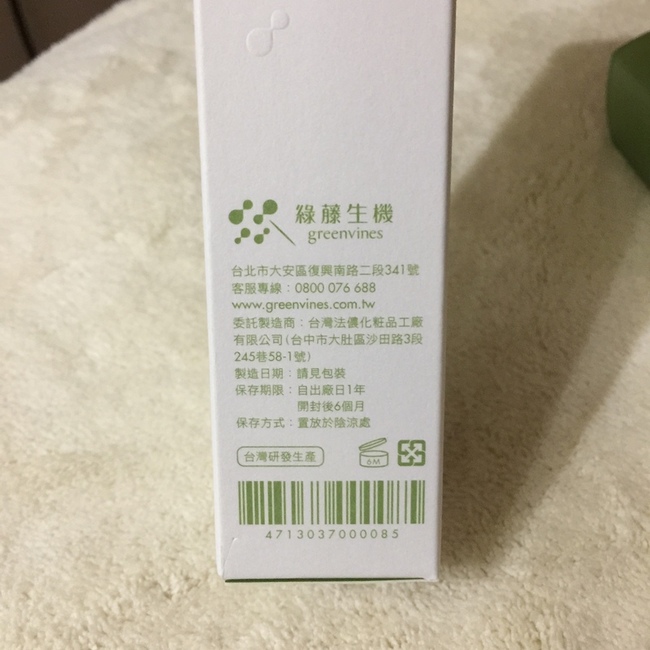 綠藤生機
greenvines
台北市大安區復興南路二段341號
客服專線：0800 076 688
www.greenvines.com.tw
委託製造商：台灣法儂化粧品工廠
有限公司(台中市大肚區沙田路3段
245巷58-1號)
製造日期：請見包裝
保存期限：自出廠日1年
開封後6個月
保存方式：置放於陰涼處
台灣研發生產
6M
4713037000085